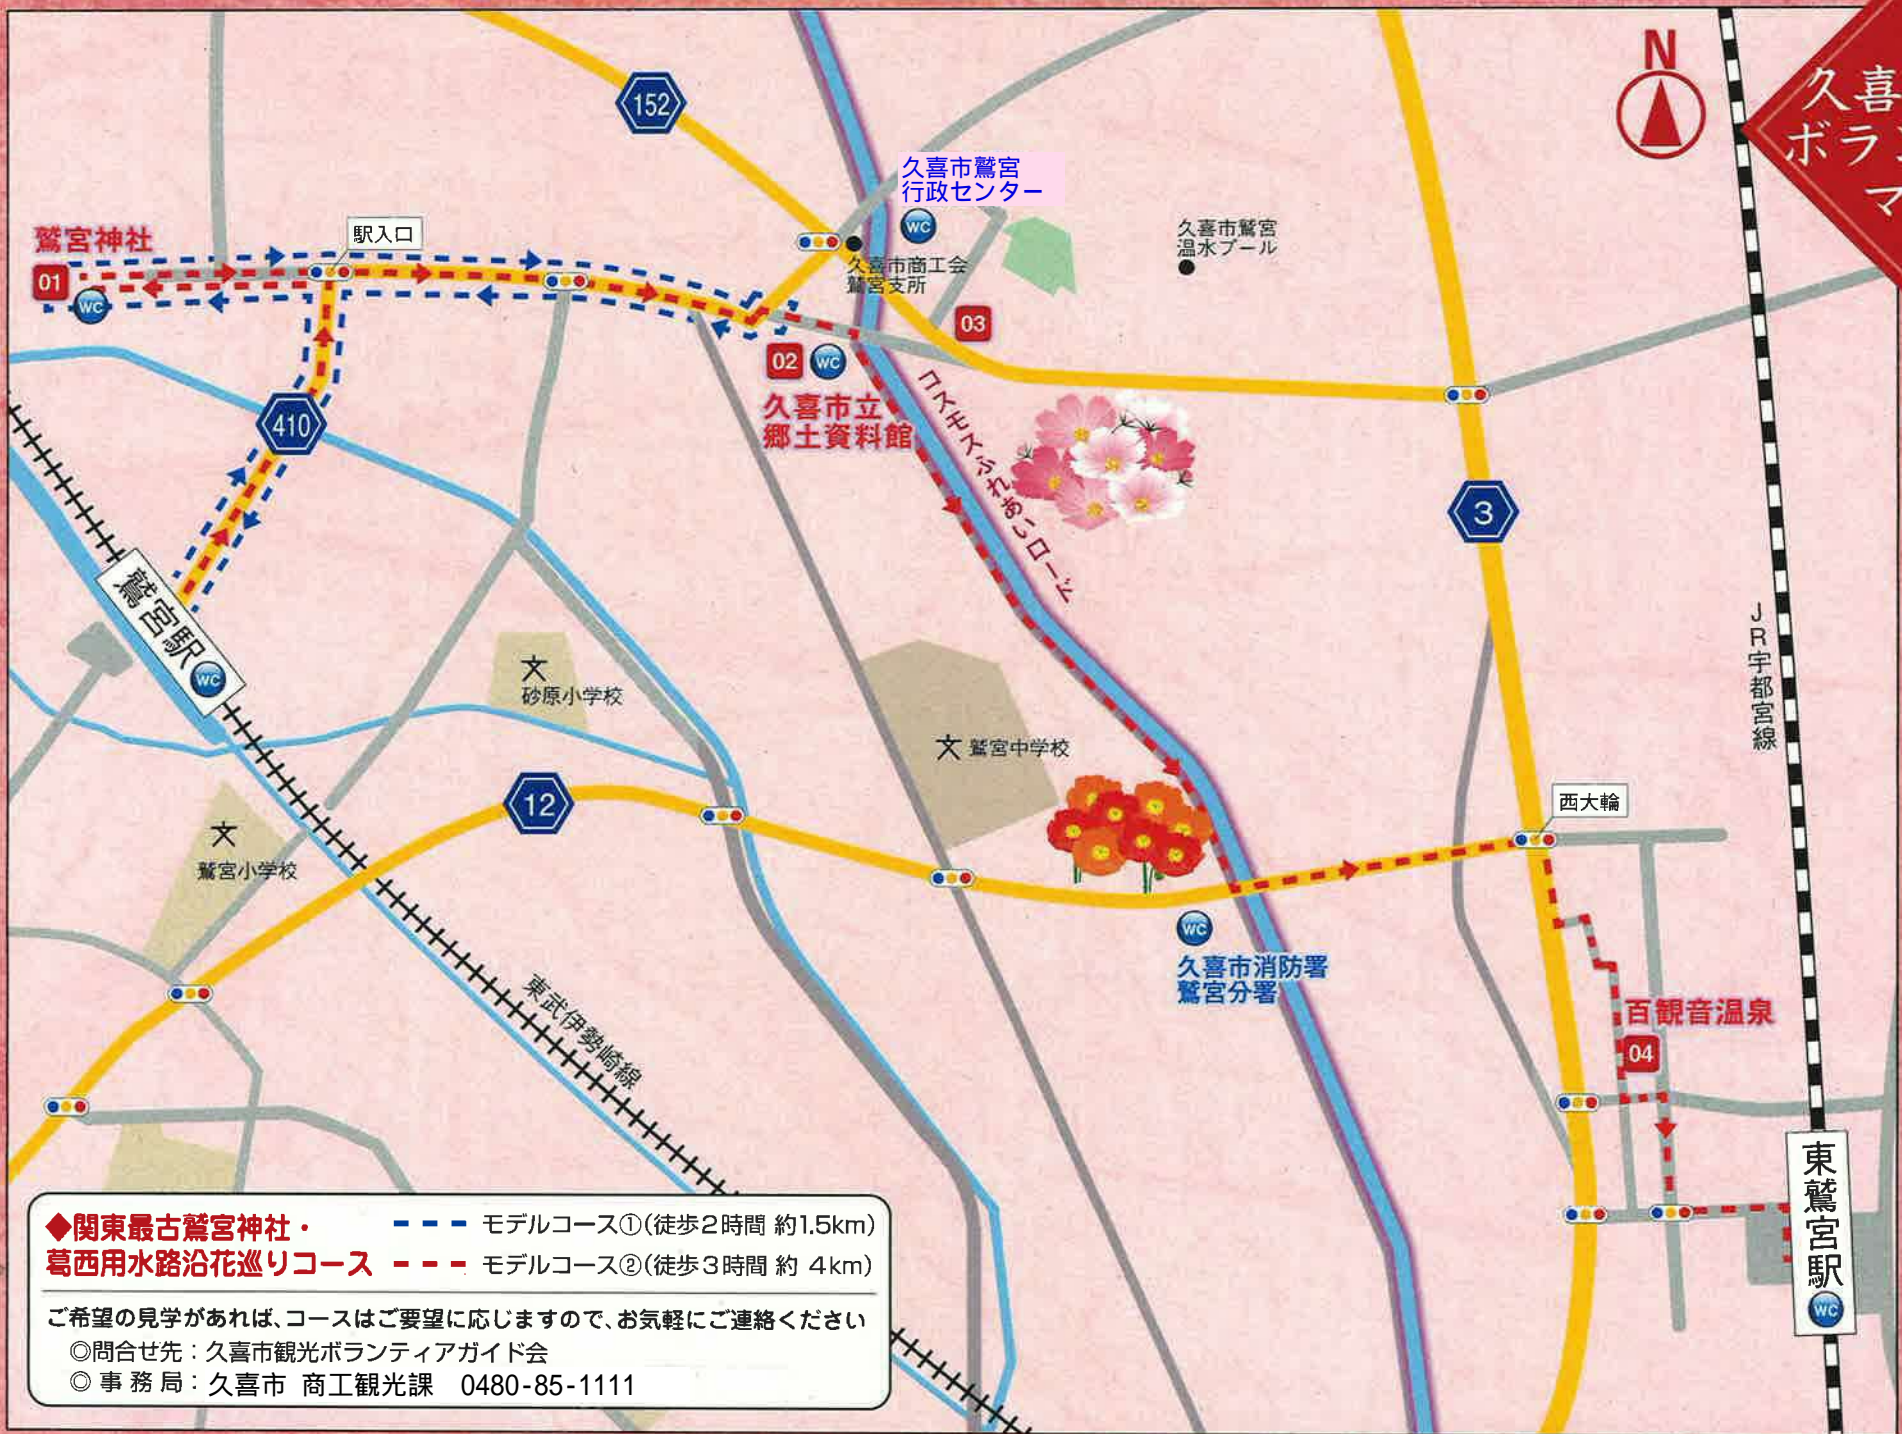 N
久喜
ボラ
マ
152
久喜市鷲宮
行政センター
WC
鷲宮神社
01
WC
駅入口
久喜市商工会
鷲宮支所
久喜市鷲宮
温水プール
03
02
WC
久喜市立
郷土資料館
コスモスふれあいロード
410
3
鷲宮駅
WC
文
砂原小学校
文 鷲宮中学校
JR宇都宮線
12
西大輪
文
鷲宮小学校
WC
久喜市消防署
鷲宮分署
東武伊勢崎線
百観音温泉
04
東鷲宮駅
WC
◆関東最古鷲宮神社・
葛西用水路沿花巡りコース
モデルコース①(徒歩2時間 約1.5km)
モデルコース②(徒歩3時間 約 4km)
ご希望の見学があれば、コースはご要望に応じますので、お気軽にご連絡ください
◎問合せ先：久喜市観光ボランティアガイド会
◎事務局：久喜市 商工観光課 0480-85-1111